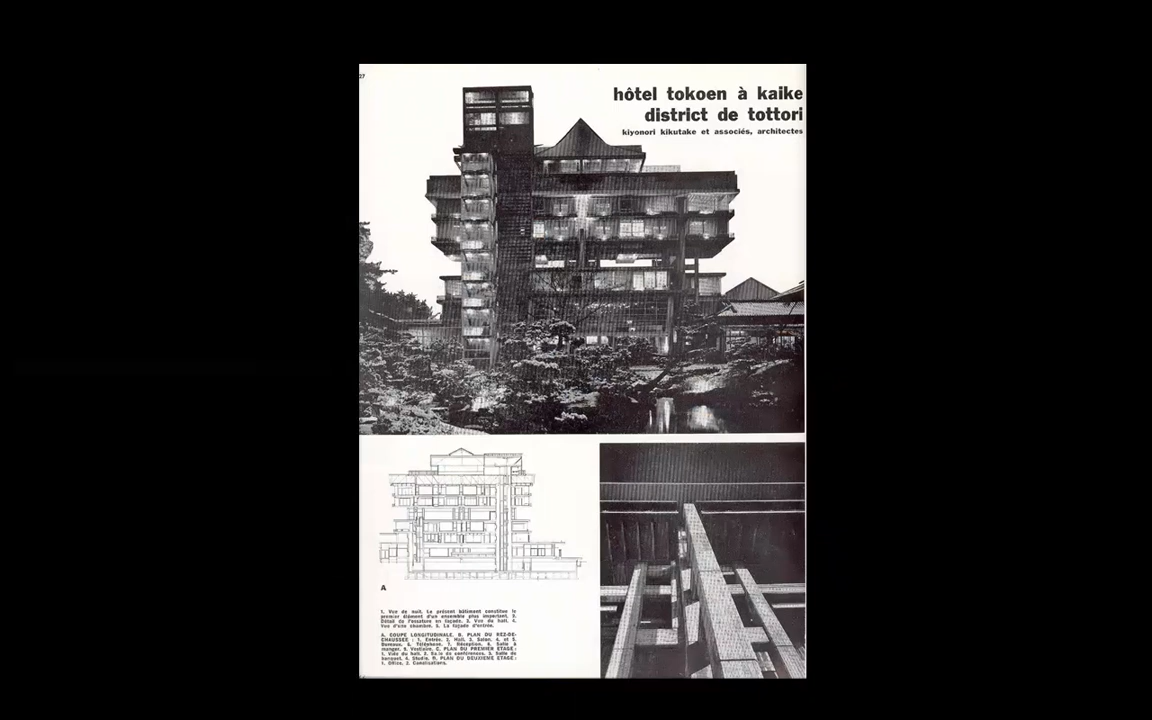 27
hôtel tokoen à kaike
district de tottori
kiyonori kikutake et associés, architectes
A
1. Vue de nuit. Le présent bâtiment constitue le
premier élément d'un ensemble plus important. 2.
Détail de l'ossature en façade. 3. Vue du hall. 4.
Vue d'une chambre. 5. La façade d'entrée.
A. COUPE LONGITUDINALE. B. PLAN DU REZ-DE-
CHAUSSEE : 1. Entrée. 2. Hall. 3. Salon. 4. et 5.
Bureaux. 6. Téléphone. 7. Réception. 8. Salle à
manger. 9. Vestiaire. C. PLAN DU PREMIER ETAGE :
1. Vide du hall. 2. Salle de conférences. 3. Salle de
banquet. 4. Studio. D. PLAN DU DEUXIEME ETAGE :
1. Office. 2. Canalisations.